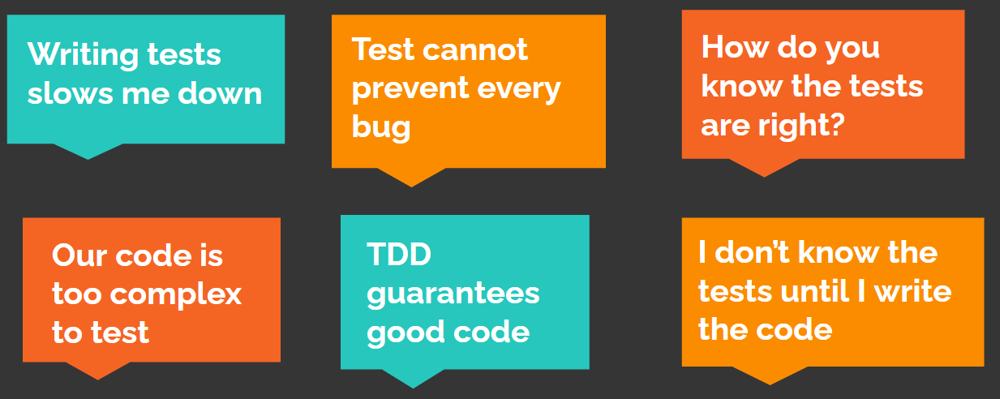 Writing tests
slows me down
Test cannot
prevent every
bug
How do you
know the tests
are right?
Our code is
too complex
to test
TDD
guarantees
good code
I don’t know the
tests until I write
the code